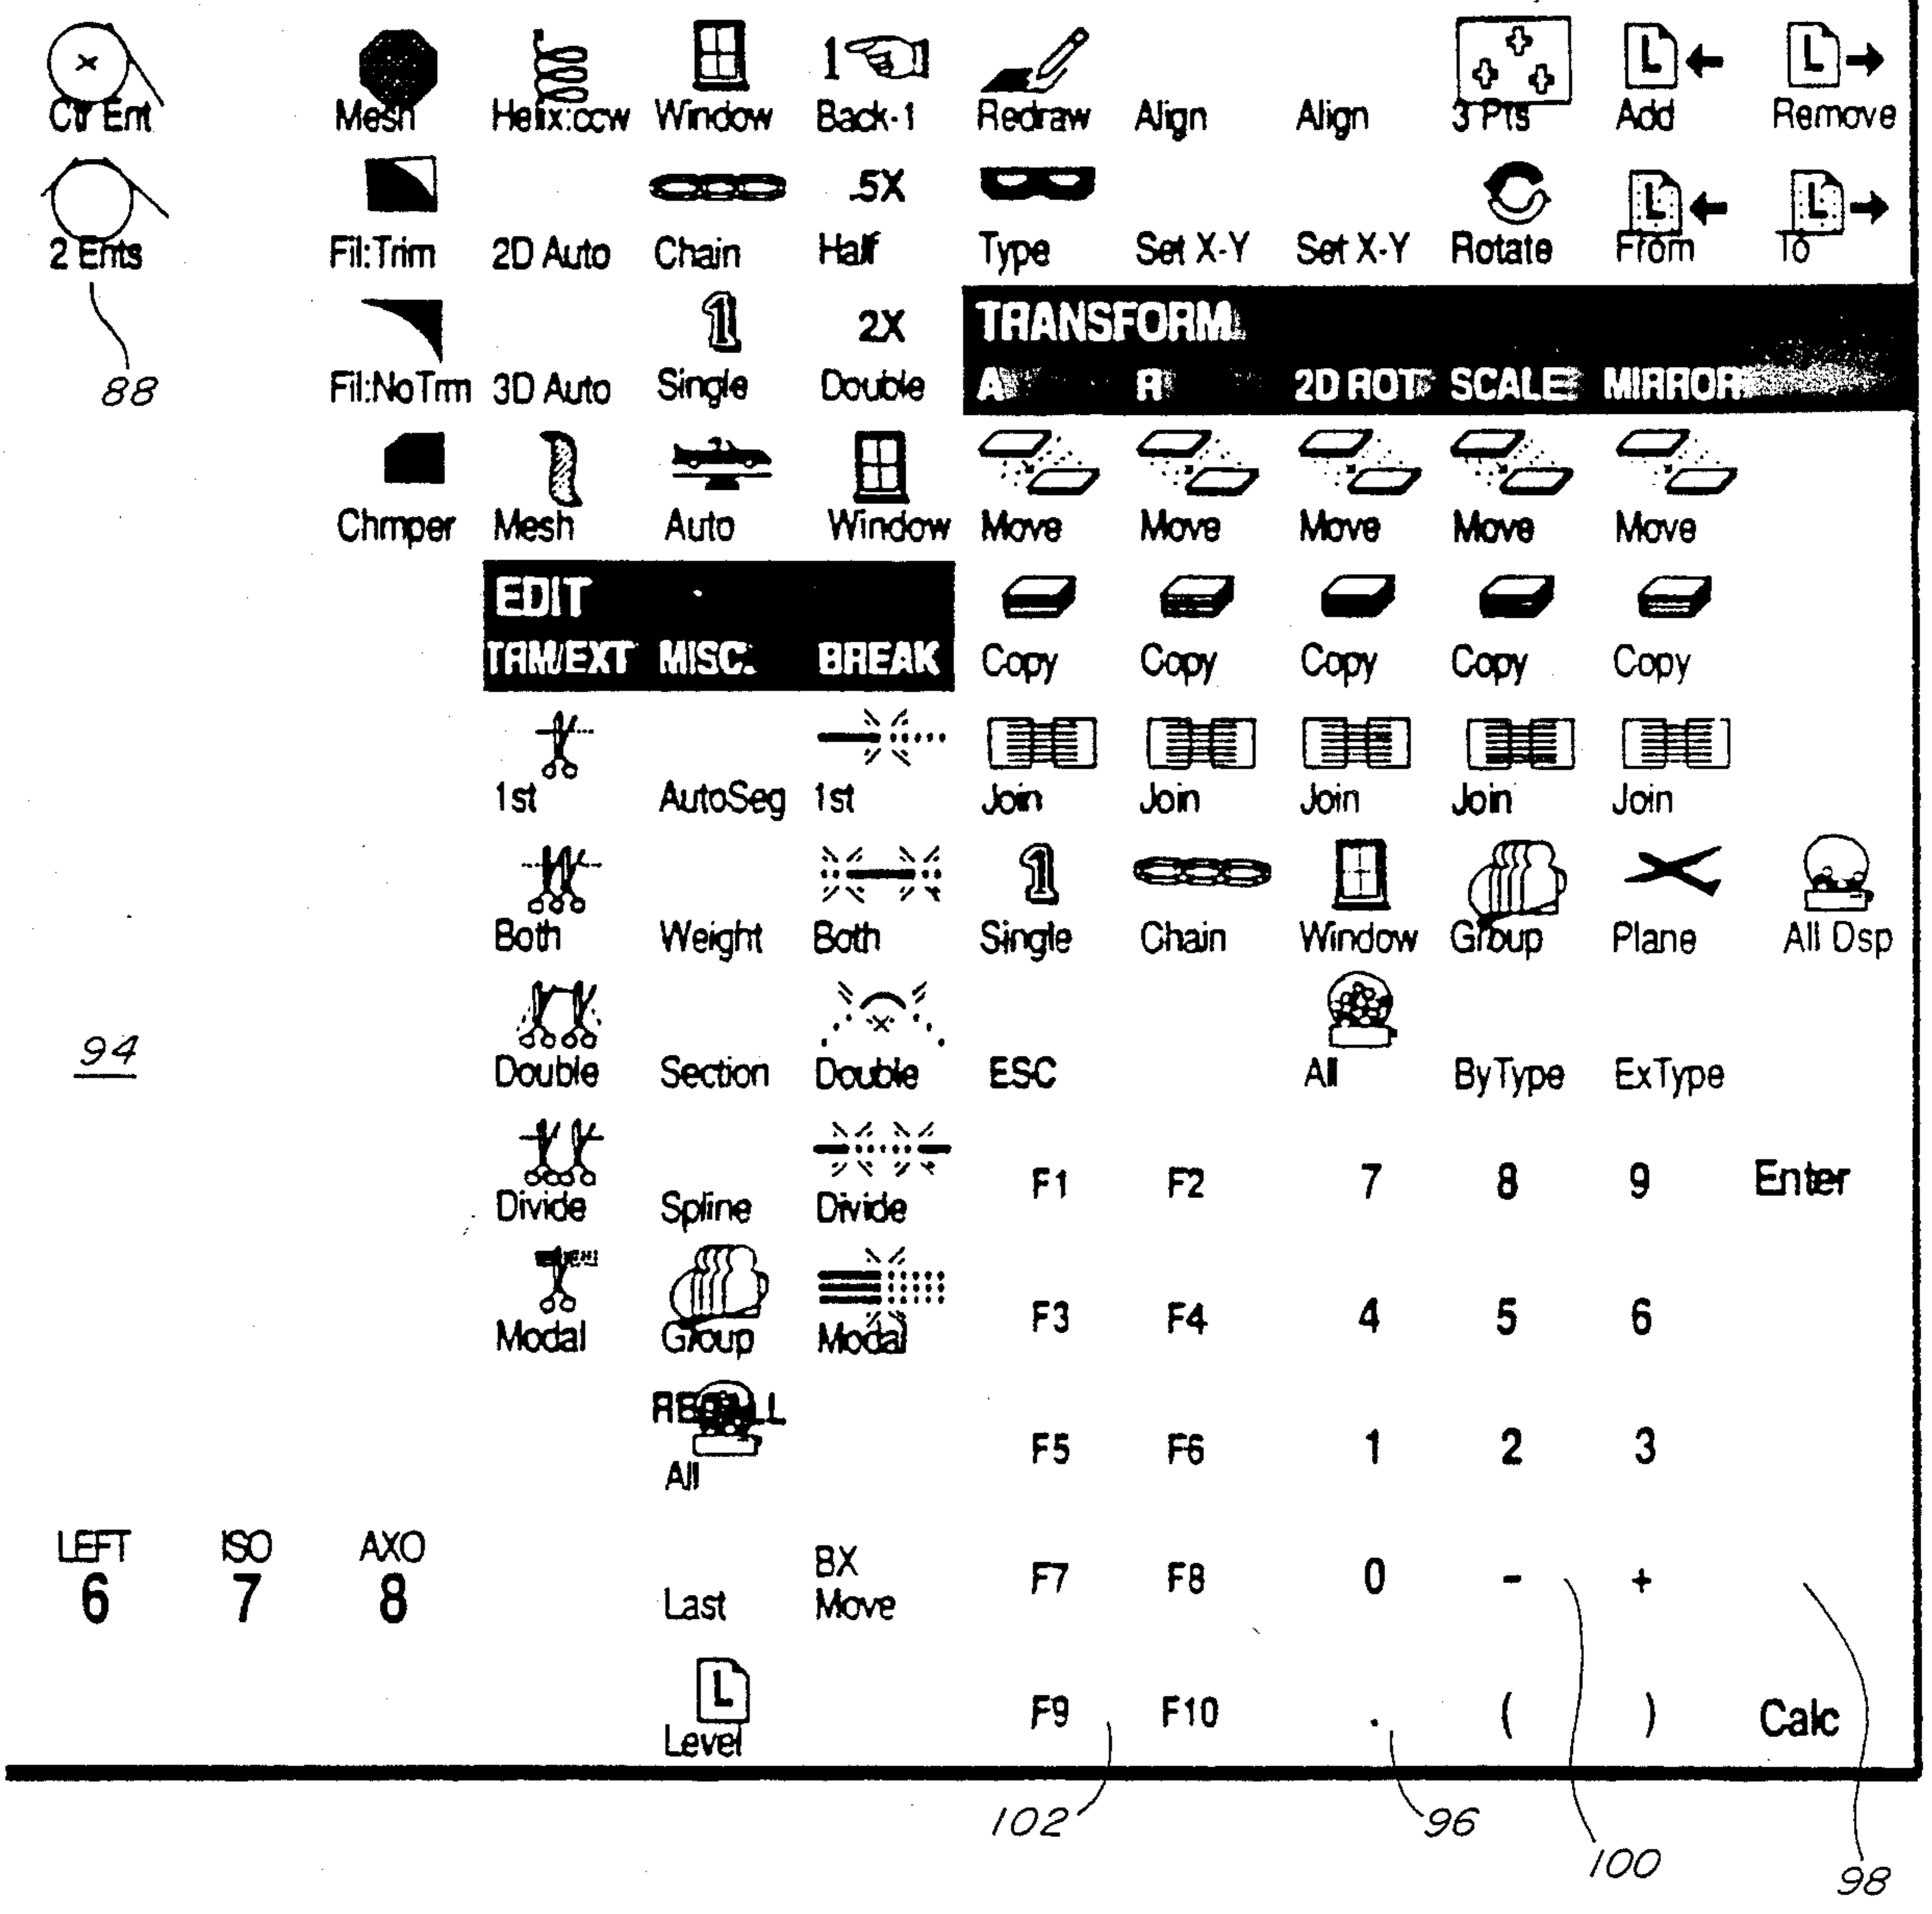 1
L L
Ctr Ent Mesh Helix:ccw Window Back-1 Redraw Align Align 3 Pts Add Remove
.5X L L
2 Ents Fil:Trim 2D Auto Chain Half Type Set X-Y Set X-Y Rotate From To
1 2X TRANSFORM
88 Fil:NoTrm 3D Auto Single Double A R 2D ROT SCALE MIRROR
Chmper Mesh Auto Window Move Move Move Move Move
EDIT
TRM/EXT MISC. BREAK Copy Copy Copy Copy Copy
1st AutoSeg 1st Join Join Join Join Join
1
Both Weight Both Single Chain Window Group Plane All Dsp
94
Double Section Double ESC All ByType ExType
F1 F2 7 8 9 Enter
Divide Spline Divide
F3 F4 4 5 6
Modal Group Modal
RECALL
F5 F6 1 2 3
All
LEFT ISO AXO
6 7 8
Last BX Move F7 F8 0 - +
L
Level F9 F10 . ( ) Calc
102 96 100 98